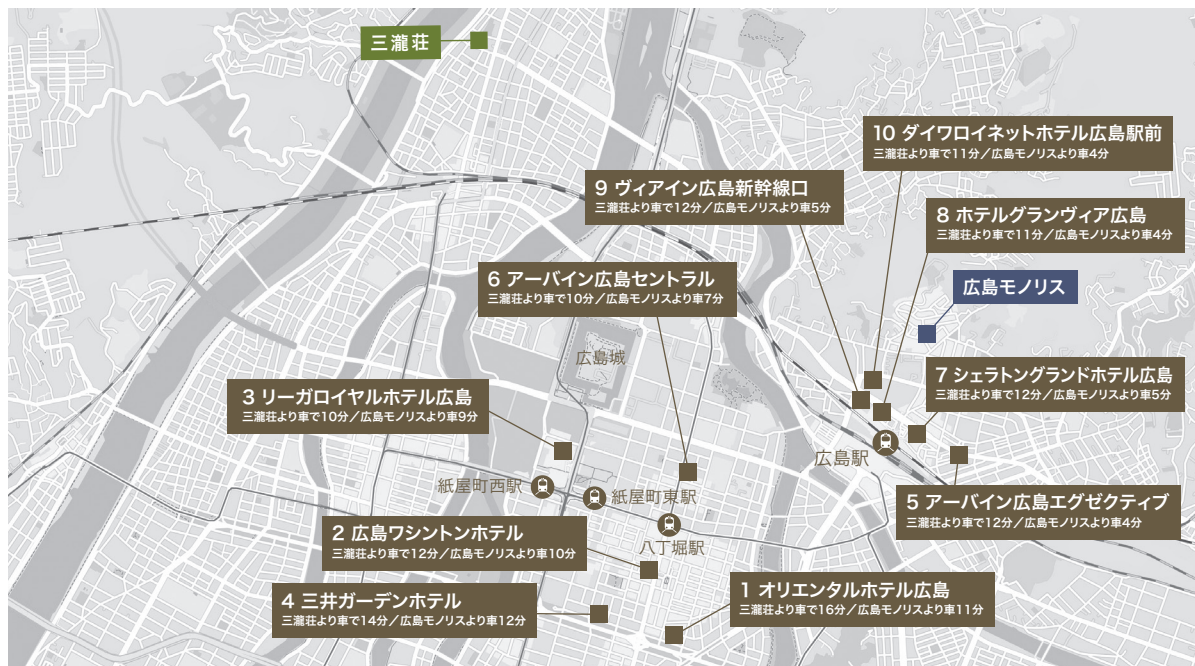 三瀧荘
10 ダイワロイネットホテル広島駅前
三瀧荘より車で11分／広島モノリスより車4分
9 ヴィアイン広島新幹線口
三瀧荘より車で12分／広島モノリスより車5分
8 ホテルグランヴィア広島
三瀧荘より車で11分／広島モノリスより車4分
6 アーバイン広島セントラル
三瀧荘より車で10分／広島モノリスより車7分
広島モノリス
広島城
7 シェラトングランドホテル広島
三瀧荘より車で12分／広島モノリスより車5分
3 リーガロイヤルホテル広島
三瀧荘より車で10分／広島モノリスより車9分
広島駅
紙屋町西駅
紙屋町東駅
5 アーバイン広島エグゼクティブ
三瀧荘より車で12分／広島モノリスより車4分
2 広島ワシントンホテル
三瀧荘より車で12分／広島モノリスより車10分
八丁堀駅
1 オリエンタルホテル広島
三瀧荘より車で16分／広島モノリスより車11分
4 三井ガーデンホテル
三瀧荘より車で14分／広島モノリスより車12分